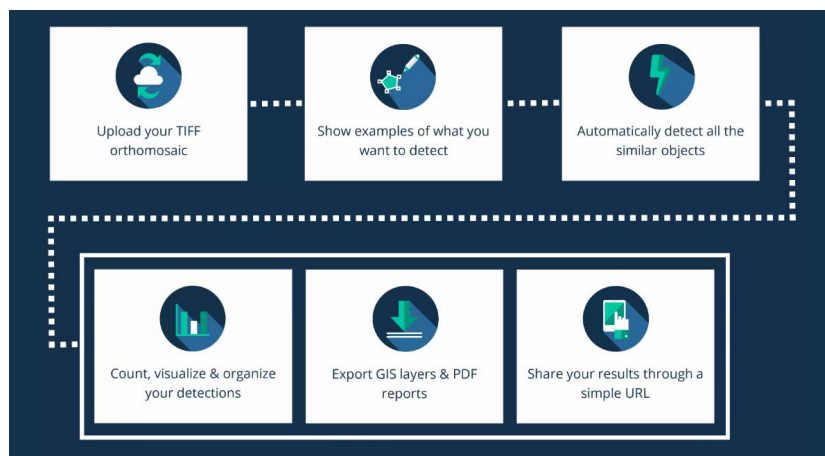 Upload your TIFF
orthomosaic
Show examples of what you
want to detect
Automatically detect all the
similar objects
Count, visualize & organize
your detections
Export GIS layers & PDF
reports
Share your results through a
simple URL